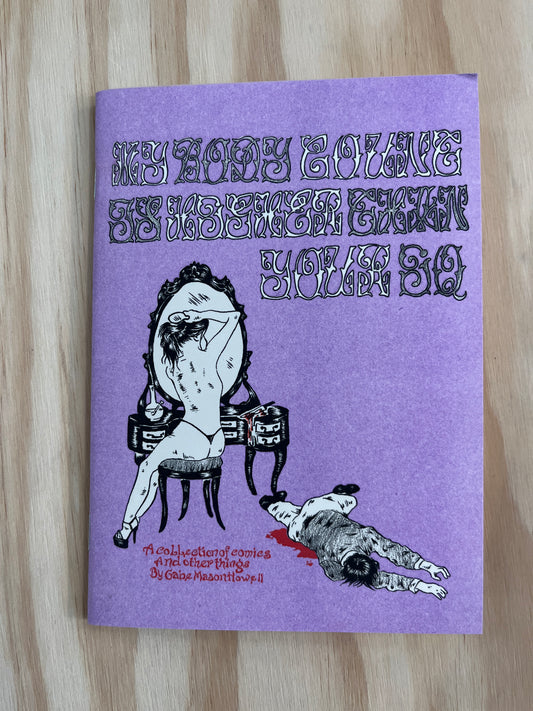 MY BODY COUNT
IS HIGHER THAN
YOUR IQ
A collection of comics
And other things
By Gabe Mason Howell